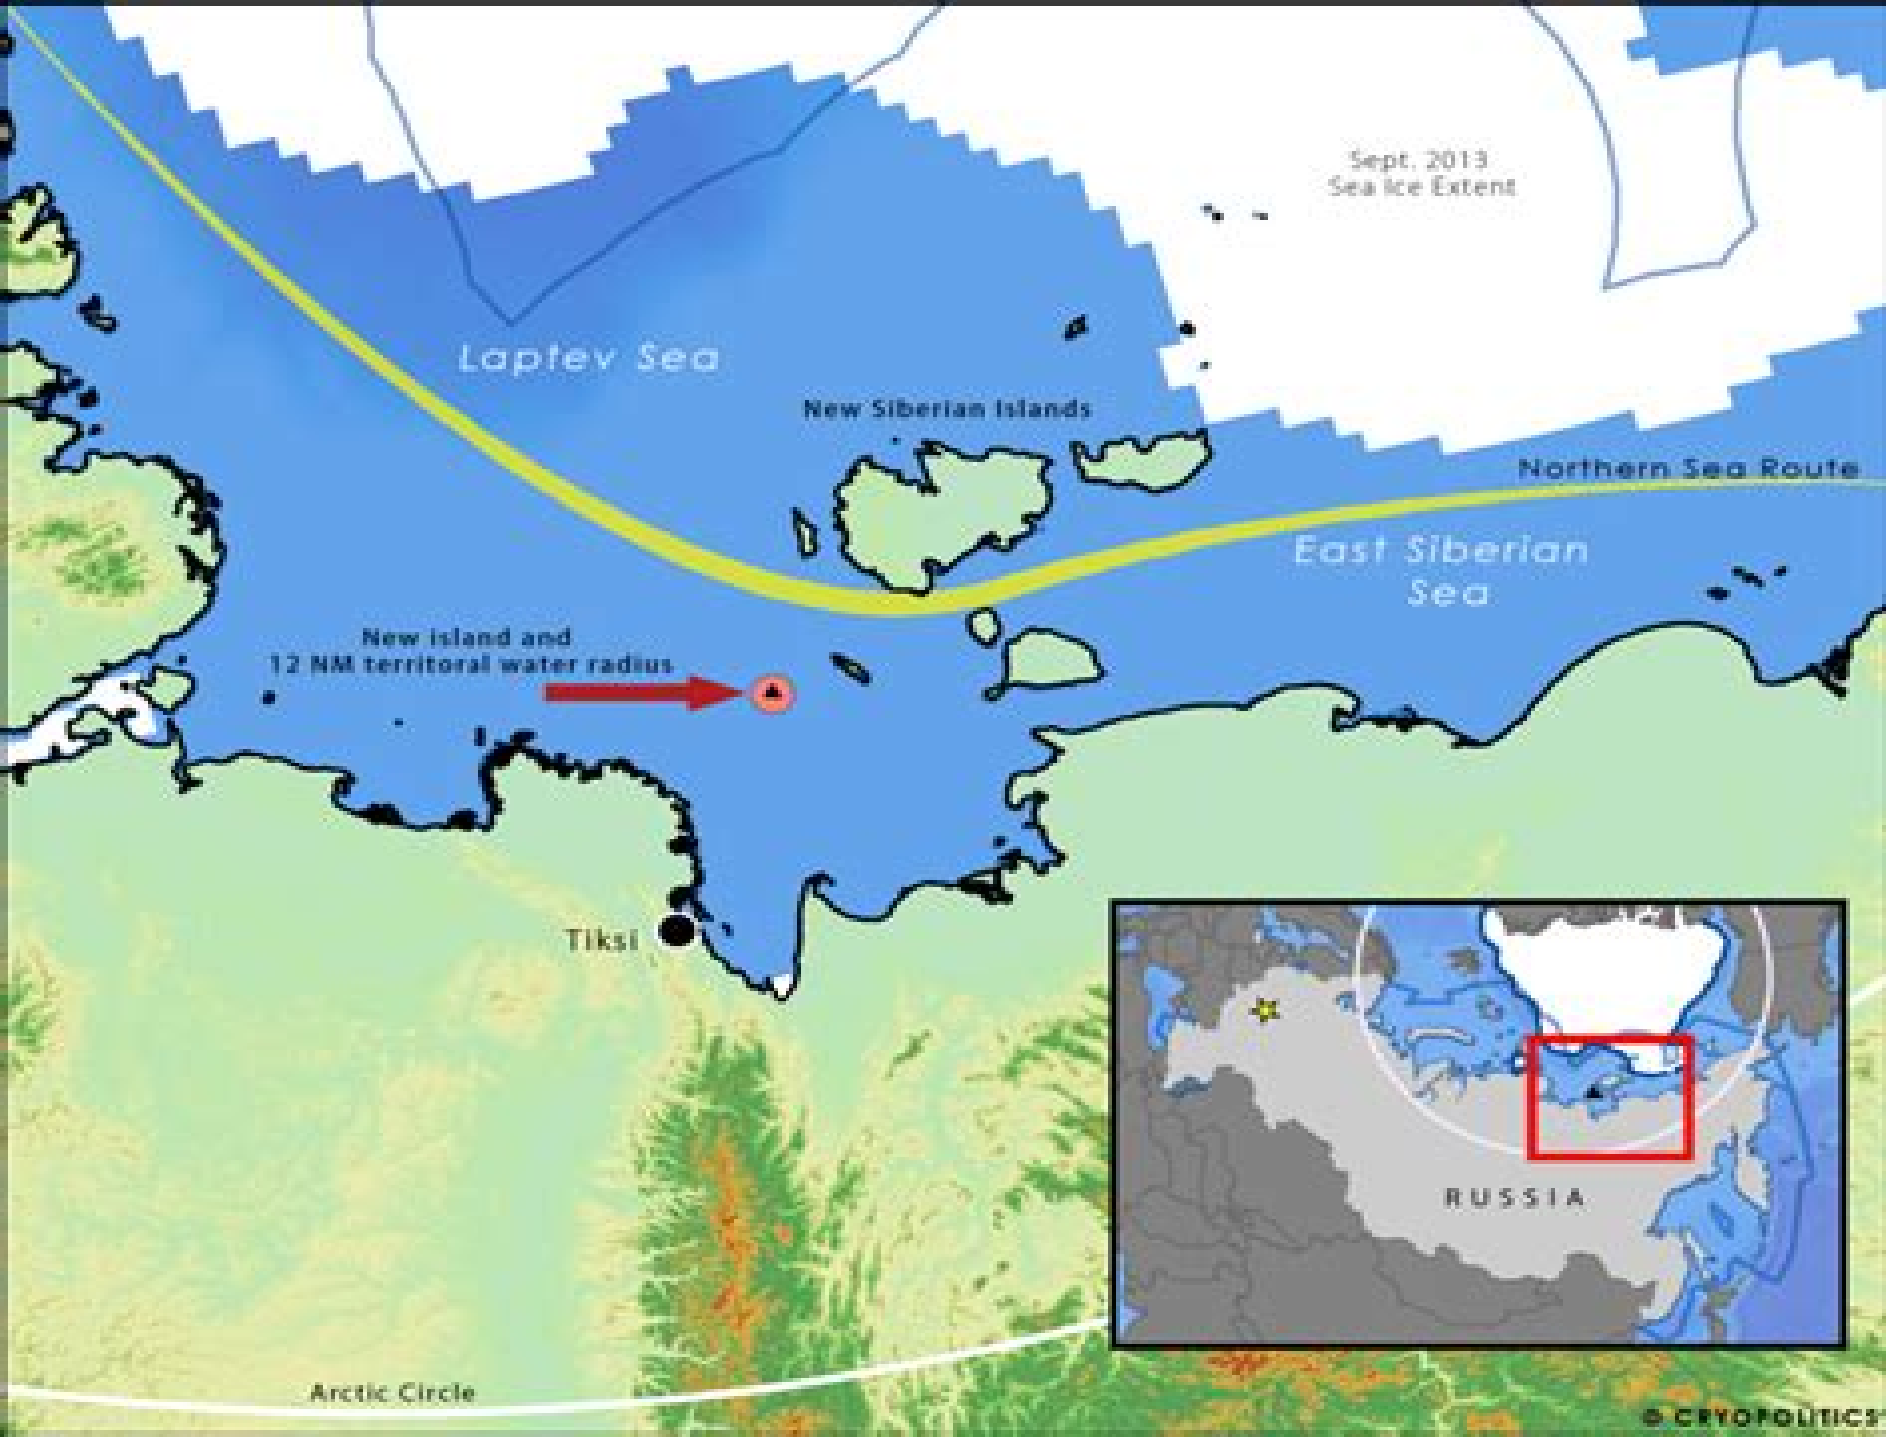 Sept. 2013
Sea Ice Extent
Laptev Sea
New Siberian Islands
Northern Sea Route
East Siberian
Sea
New island and
12 NM territoral water radius
Tiksi
RUSSIA
Arctic Circle
© CRYOPOLITICS